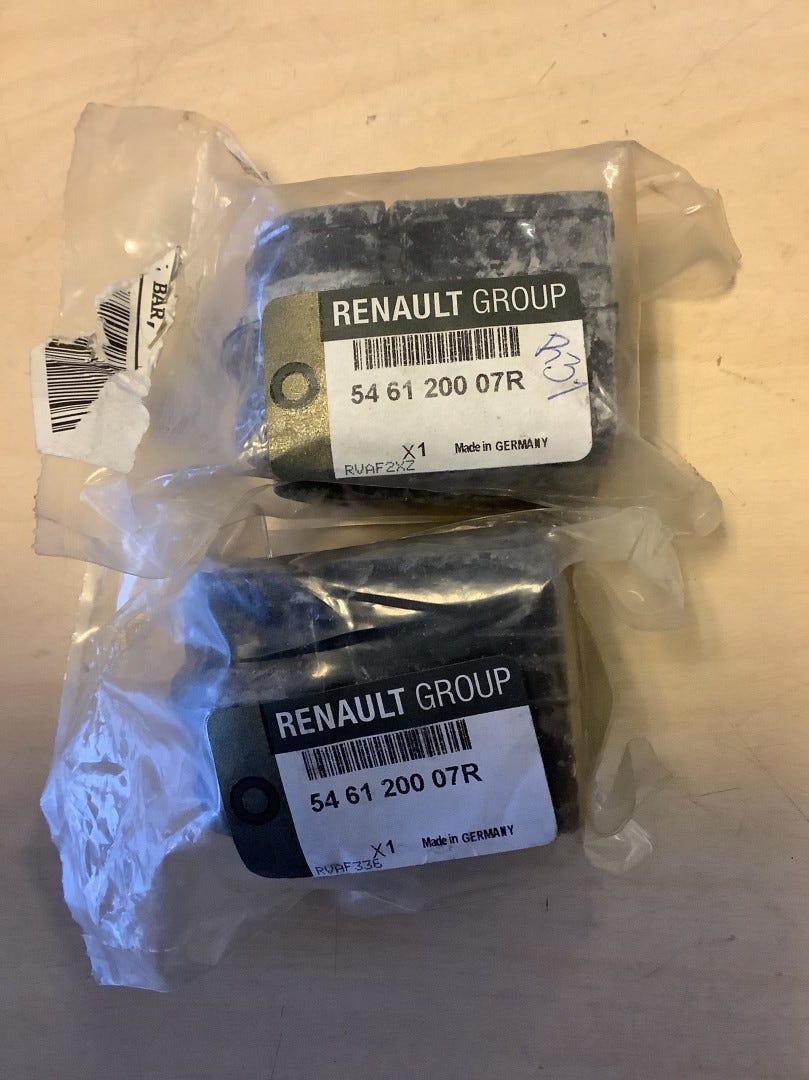 BAR,
RENAULT GROUP
54 61 200 07R
X1 Made in GERMANY
RVAF2XZ
RENAULT GROUP
54 61 200 07R
X1 Made in GERMANY
RVAF336